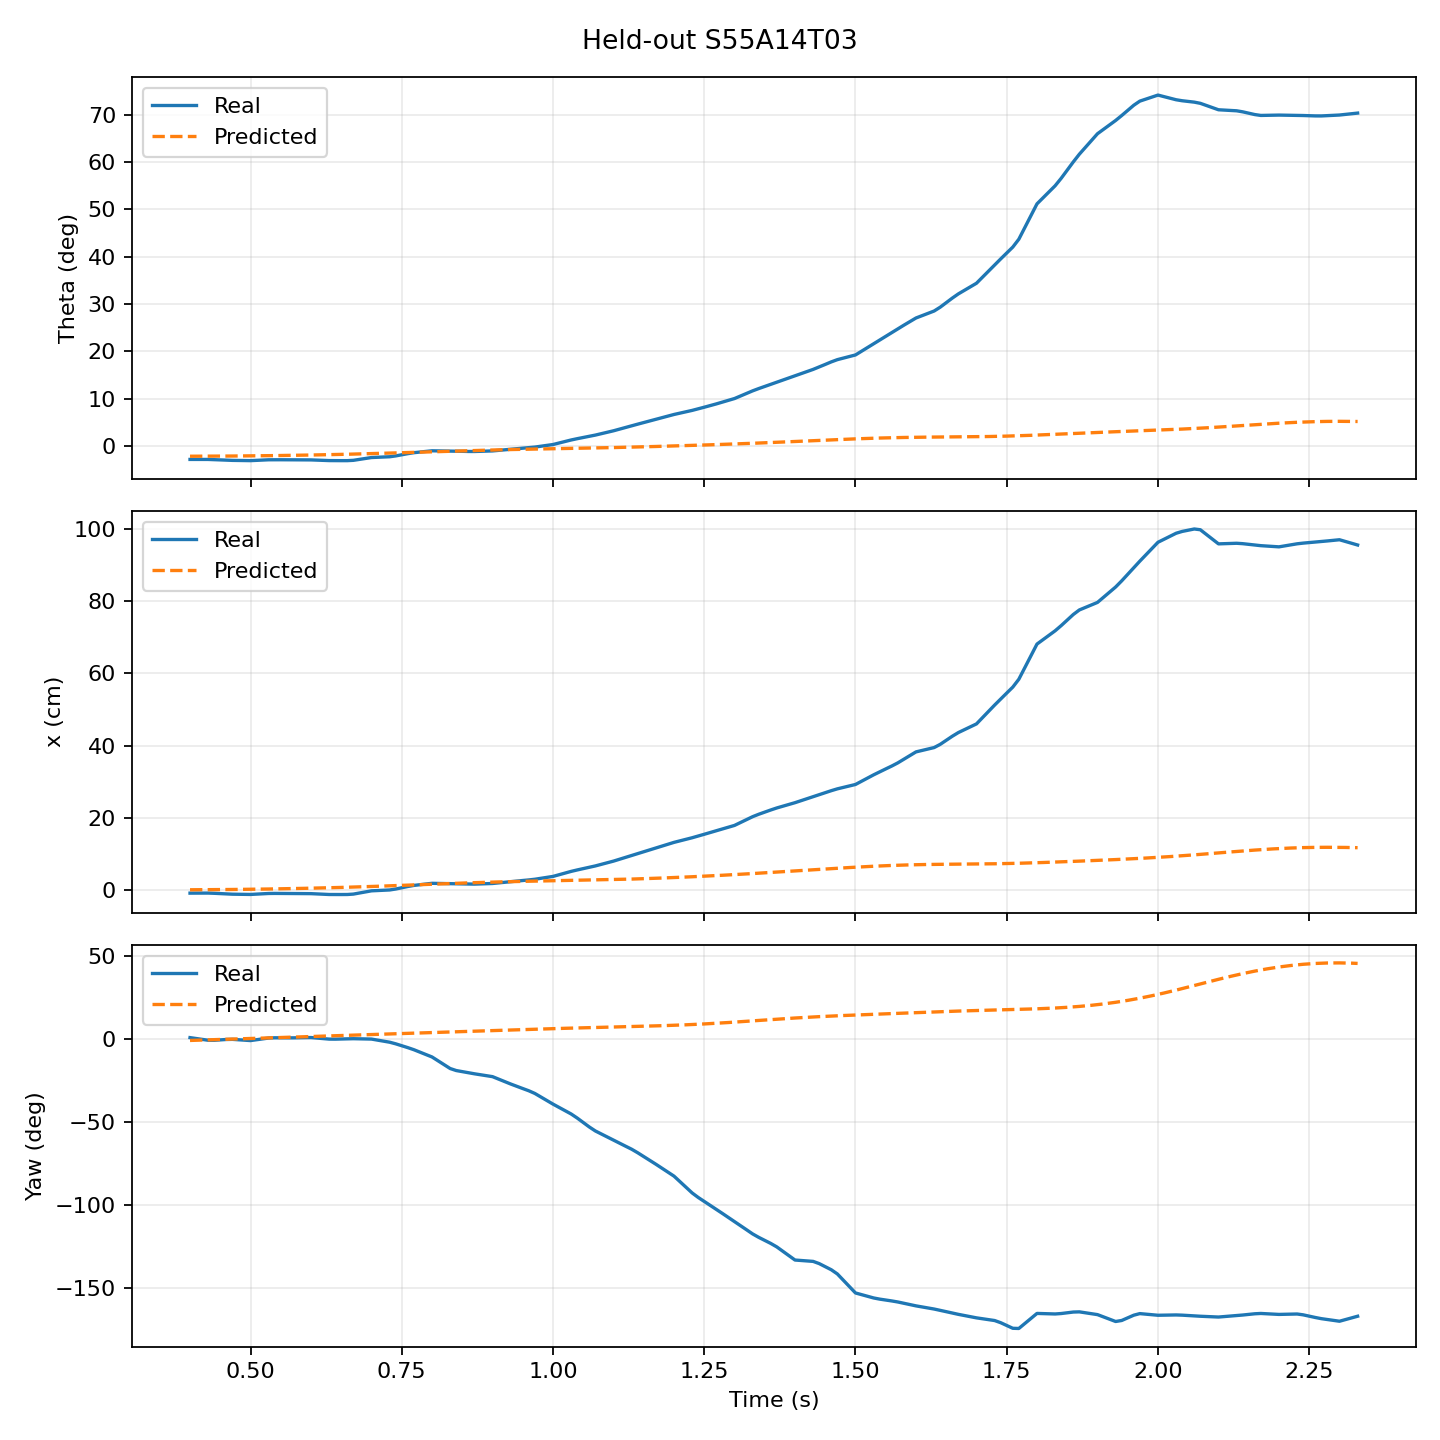 Held-out S55A14T03
Real
Predicted
70
60
50
40
30
20
10
0
Theta (deg)
Real
Predicted
100
80
60
40
20
0
x (cm)
Real
Predicted
50
0
−50
−100
−150
Yaw (deg)
0.50 0.75 1.00 1.25 1.50 1.75 2.00 2.25
Time (s)